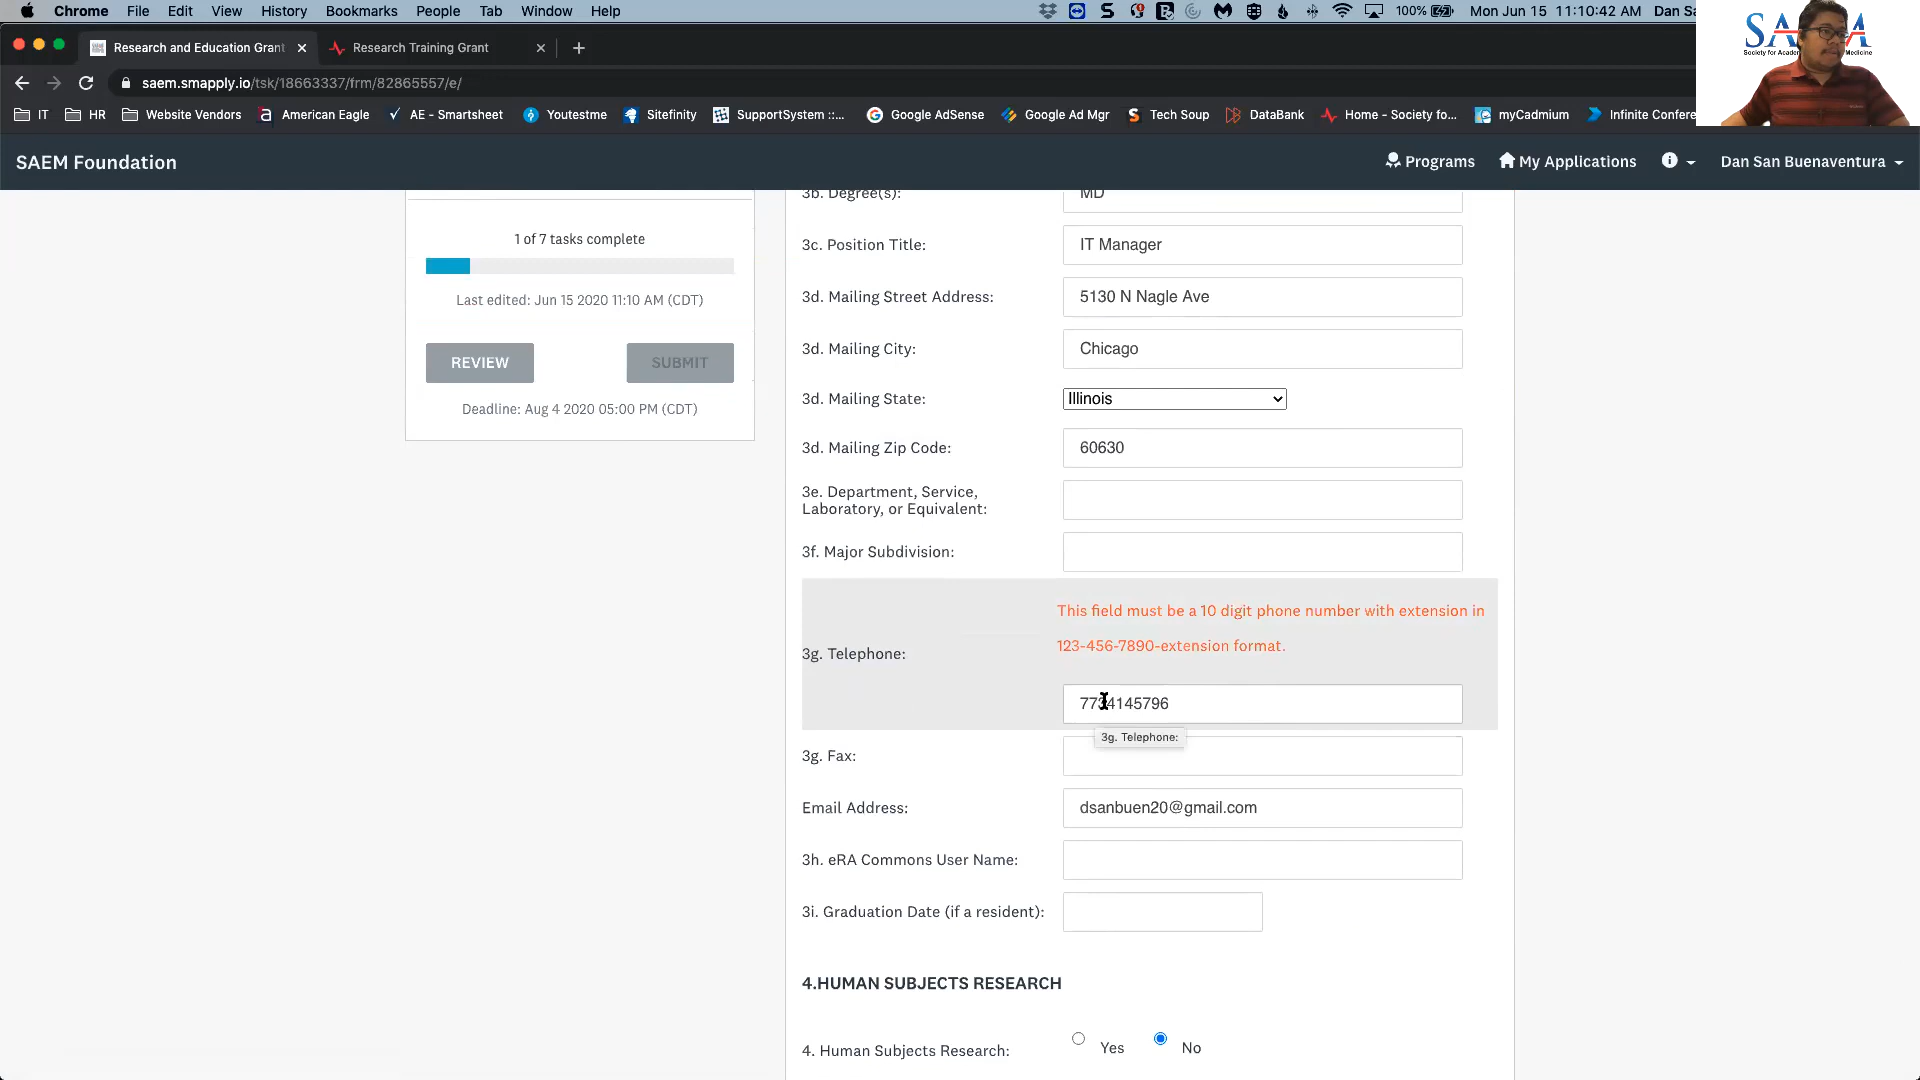 Chrome File Edit View History Bookmarks People Tab Window Help 100% Mon Jun 15 11:10:42 AM Dan Sa
Research and Education Grant Research Training Grant
saem.smapply.io/tsk/18663337/frm/82865557/e/
IT HR Website Vendors American Eagle AE - Smartsheet Youtestme Sitefinity SupportSystem ::... Google AdSense Google Ad Mgr Tech Soup DataBank Home - Society fo... myCadmium Infinite Confere
SAEM Foundation Programs My Applications Dan San Buenaventura
3b. Degree(s): MD
1 of 7 tasks complete
Last edited: Jun 15 2020 11:10 AM (CDT)
REVIEW SUBMIT
Deadline: Aug 4 2020 05:00 PM (CDT)
3c. Position Title: IT Manager
3d. Mailing Street Address: 5130 N Nagle Ave
3d. Mailing City: Chicago
3d. Mailing State: Illinois
3d. Mailing Zip Code: 60630
3e. Department, Service,
Laboratory, or Equivalent:
3f. Major Subdivision:
This field must be a 10 digit phone number with extension in
123-456-7890-extension format.
3g. Telephone:
7734145796
3g. Telephone:
3g. Fax:
Email Address: dsanbuen20@gmail.com
3h. eRA Commons User Name:
3i. Graduation Date (if a resident):
4.HUMAN SUBJECTS RESEARCH
4. Human Subjects Research: Yes No